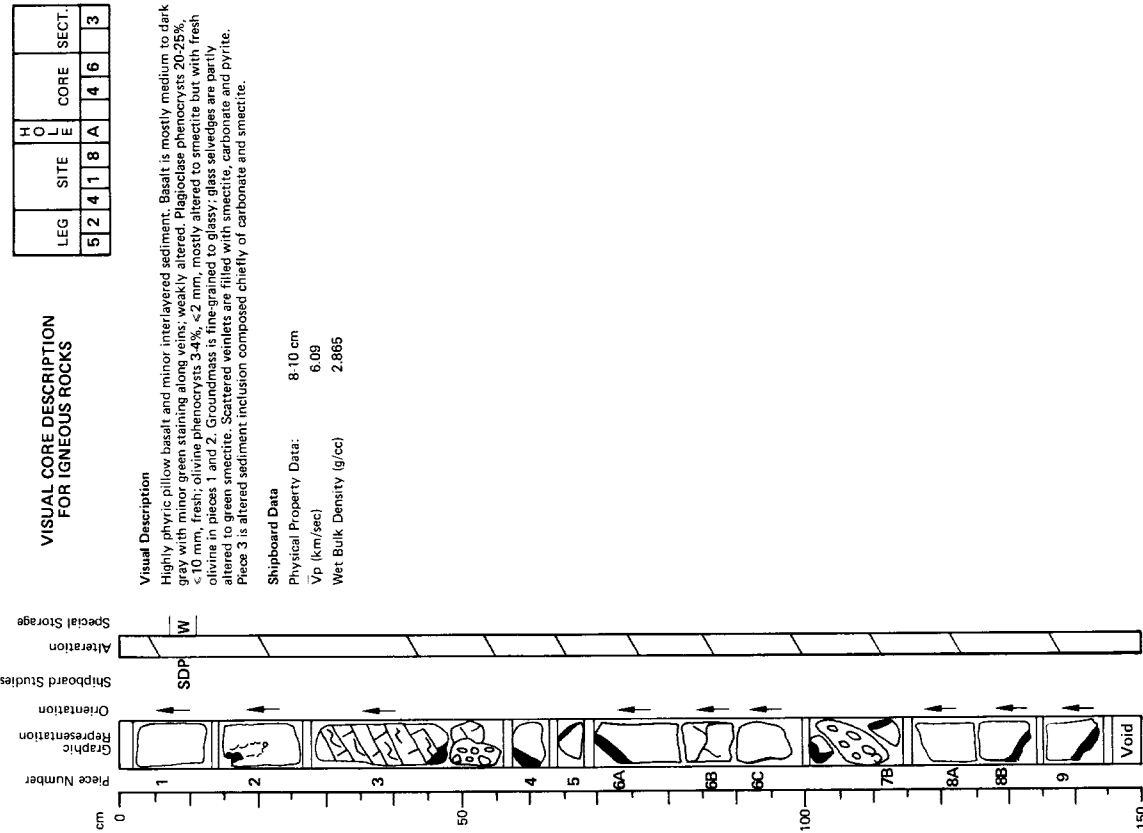 VISUAL CORE DESCRIPTION
FOR IGNEOUS ROCKS
LEG SITE HOLE CORE SECT.
5 2 4 1 8 A 4 6 3
Visual Description
Highly phyric pillow basalt and minor interlayered sediment. Basalt is mostly medium to dark
gray with minor green staining along veins; weakly altered. Plagioclase phenocrysts 20-25%,
≤10 mm, fresh; olivine phenocrysts 3-4%, ≤2 mm, mostly altered to smectite but with fresh
olivine in pieces 1 and 2. Groundmass is fine-grained to glassy; glass selvedges are partly
altered to green smectite. Scattered veinlets are filled with smectite, carbonate and pyrite.
Piece 3 is altered sediment inclusion composed chiefly of carbonate and smectite.
Shipboard Data
Physical Property Data: 8-10 cm
V̄p (km/sec) 6.09
Wet Bulk Density (g/cc) 2.865
cm
Piece Number
Graphic
Representation
Orientation
Shipboard Studies
Alteration
Special Storage
0
50
100
150
1
2
3
4
5
6A
6B
6C
7B
8A
8B
9
Void
SDP
W